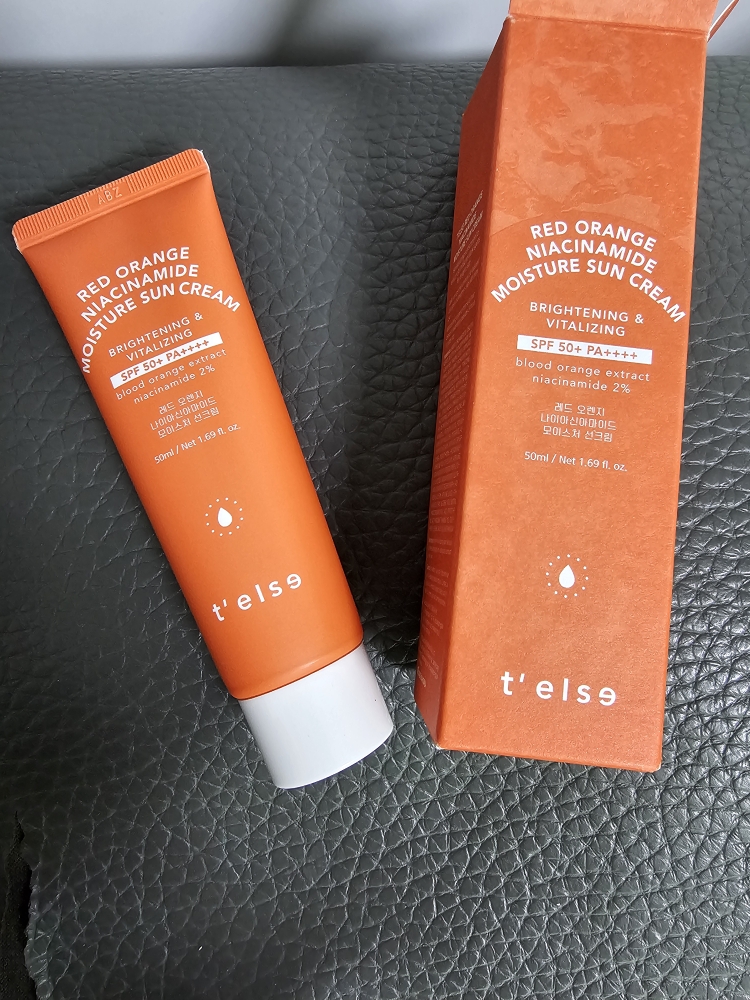 RED ORANGE
NIACINAMIDE
MOISTURE SUN CREAM
BRIGHTENING &
VITALIZING
SPF 50+ PA++++
blood orange extract
niacinamide 2%
레드 오렌지
나이아신아마이드
모이스처 선크림
50ml / Net 1.69 fl. oz.
t' else
RED ORANGE
NIACINAMIDE
MOISTURE SUN CREAM
BRIGHTENING &
VITALIZING
SPF 50+ PA++++
blood orange extract
niacinamide 2%
레드 오렌지
나이아신아마이드
모이스처 선크림
50ml / Net 1.69 fl. oz.
t' else